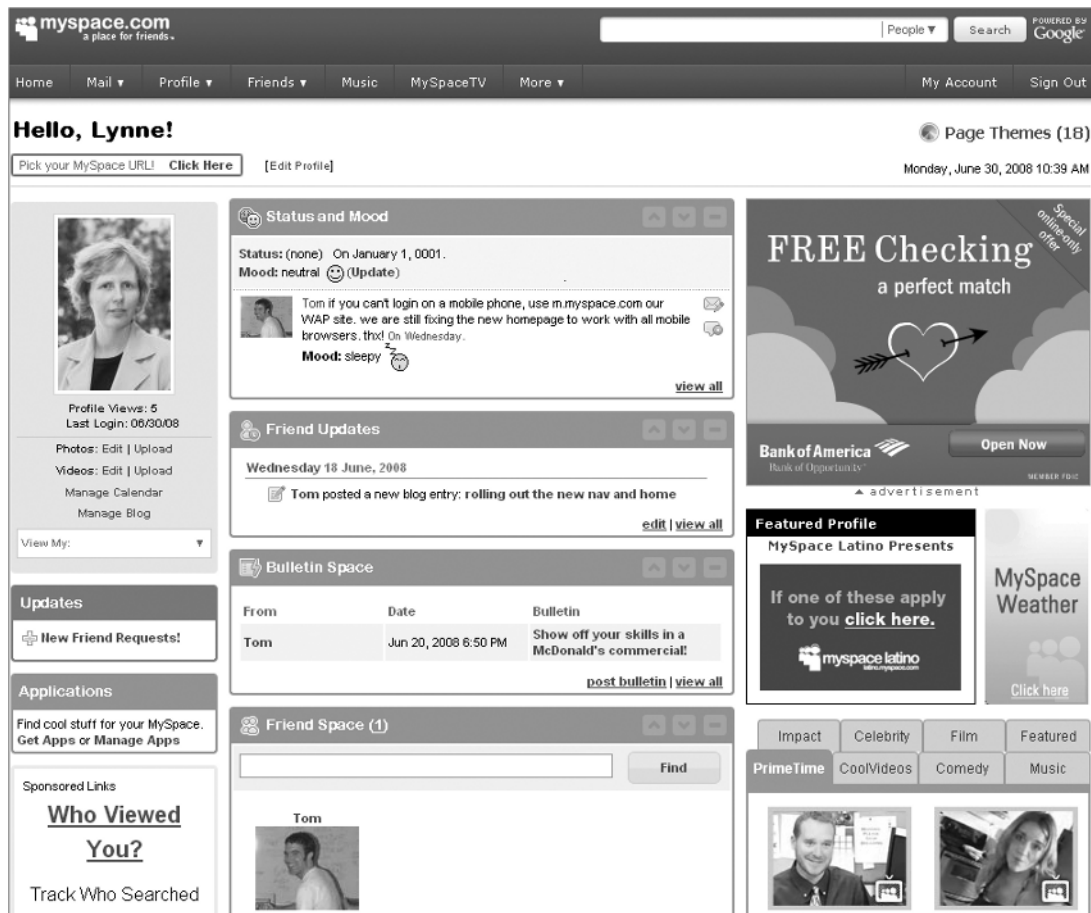 myspace.com
a place for friends
People ▼ Search POWERED BY Google
Home Mail ▼ Profile ▼ Friends ▼ Music MySpaceTV More ▼ My Account Sign Out
Hello, Lynne!
Page Themes (18)
Pick your MySpace URL! Click Here [Edit Profile]
Monday, June 30, 2008 10:39 AM
Profile Views: 5
Last Login: 06/30/08
Photos: Edit | Upload
Videos: Edit | Upload
Manage Calendar
Manage Blog
View My: ▼
Updates
New Friend Requests!
Applications
Find cool stuff for your MySpace.
Get Apps or Manage Apps
Sponsored Links
Who Viewed
You?
Track Who Searched
Status and Mood
Status: (none) On January 1, 0001.
Mood: neutral (Update)
Tom if you can't login on a mobile phone, use m.myspace.com our
WAP site. we are still fixing the new homepage to work with all mobile
browsers. thx! On Wednesday.
Mood: sleepy
view all
Friend Updates
Wednesday 18 June, 2008
Tom posted a new blog entry: rolling out the new nav and home
edit | view all
Bulletin Space
From Date Bulletin
Tom Jun 20, 2008 6:50 PM Show off your skills in a
McDonald's commercial!
post bulletin | view all
Friend Space (1)
Find
Tom
Special
online-only
offer
FREE Checking
a perfect match
Bank of America
Bank of Opportunity
Open Now
MEMBER FDIC
▲ advertisement
Featured Profile
MySpace Latino Presents
If one of these apply
to you click here.
myspace latino
latino.myspace.com
MySpace
Weather
Click here
Impact Celebrity Film Featured
PrimeTime CoolVideos Comedy Music